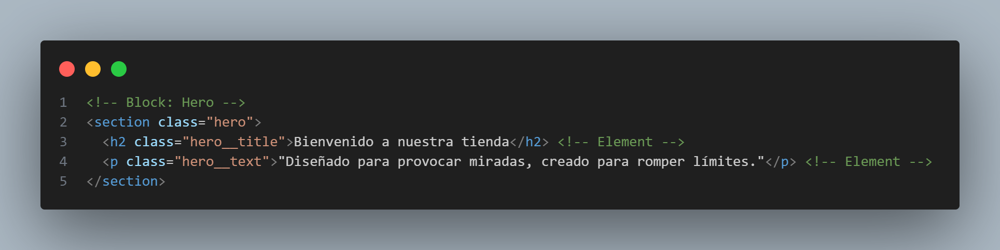 1 <!-- Block: Hero -->
2 <section class="hero">
3   <h2 class="hero__title">Bienvenido a nuestra tienda</h2> <!-- Element -->
4   <p class="hero__text">"Diseñado para provocar miradas, creado para romper límites."</p> <!-- Element -->
5 </section>